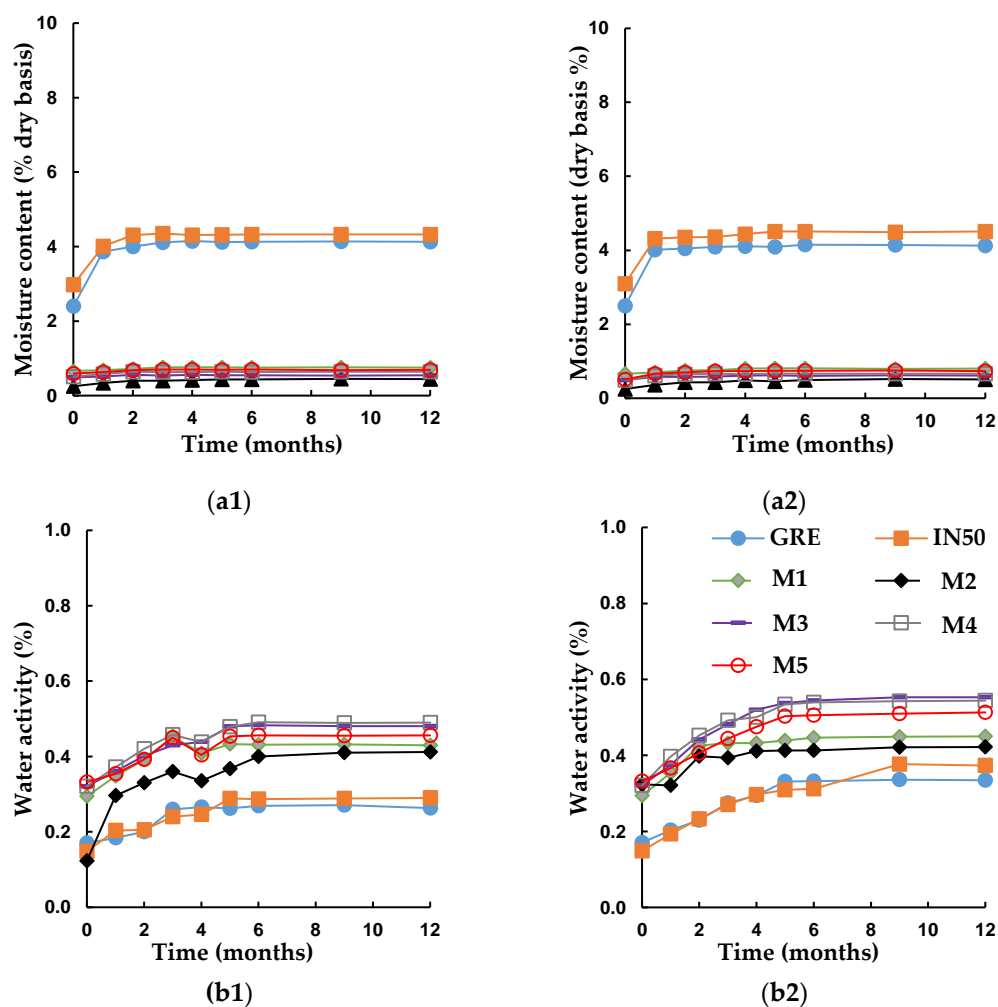 10
8
6
4
2
0
Moisture content (% dry basis)
0 2 4 6 8 10 12
Time (months)
(a1)
10
8
6
4
2
0
Moisture content (dry basis %)
0 2 4 6 8 10 12
Time (months)
(a2)
1.0
0.8
0.6
0.4
0.2
0.0
Water activity (%)
0 2 4 6 8 10 12
Time (months)
(b1)
1.0
0.8
0.6
0.4
0.2
0.0
Water activity (%)
GRE IN50
M1 M2
M3 M4
M5
0 2 4 6 8 10 12
Time (months)
(b2)